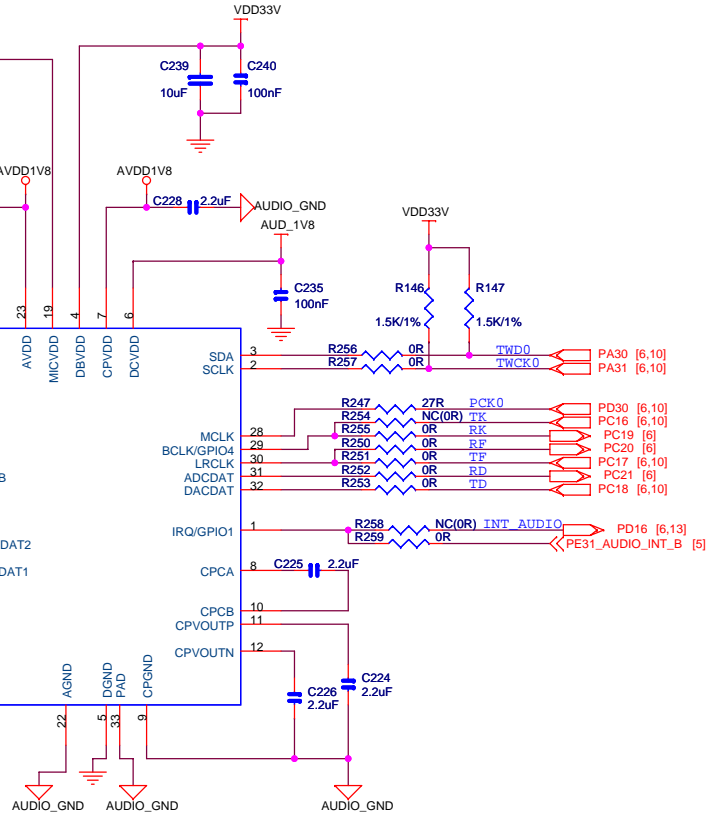 VDD33V
C239
C240
10uF
100nF
AVDD1V8
AVDD1V8
C228
2.2uF
AUDIO_GND
AUD_1V8
VDD33V
C235
100nF
R146
R147
1.5K/1%
1.5K/1%
23
19
4
7
6
AVDD
MICVDD
DBVDD
CPVDD
DCVDD
SDA
3
R256
0R
TWD0
PA30 [6,10]
SCLK
2
R257
0R
TWCK0
PA31 [6,10]
R247
27R
PCK0
PD30 [6,10]
R254
NC(0R)
TK
PC16 [6,10]
MCLK
28
R255
0R
RK
PC19 [6]
BCLK/GPIO4
29
R250
0R
RF
PC20 [6]
LRCLK
30
R251
0R
TF
PC17 [6,10]
ADCDAT
31
R252
0R
RD
PC21 [6]
DACDAT
32
R253
0R
TD
PC18 [6,10]
B
IRQ/GPIO1
1
R258
NC(0R)
INT_AUDIO
PD16 [6,13]
R259
0R
PE31_AUDIO_INT_B [5]
DAT2
DAT1
CPCA
8
C225
2.2uF
CPCB
10
CPVOUTP
11
CPVOUTN
12
C226
2.2uF
C224
2.2uF
AGND
DGND
PAD
CPGND
22
5
33
9
AUDIO_GND
AUDIO_GND
AUDIO_GND